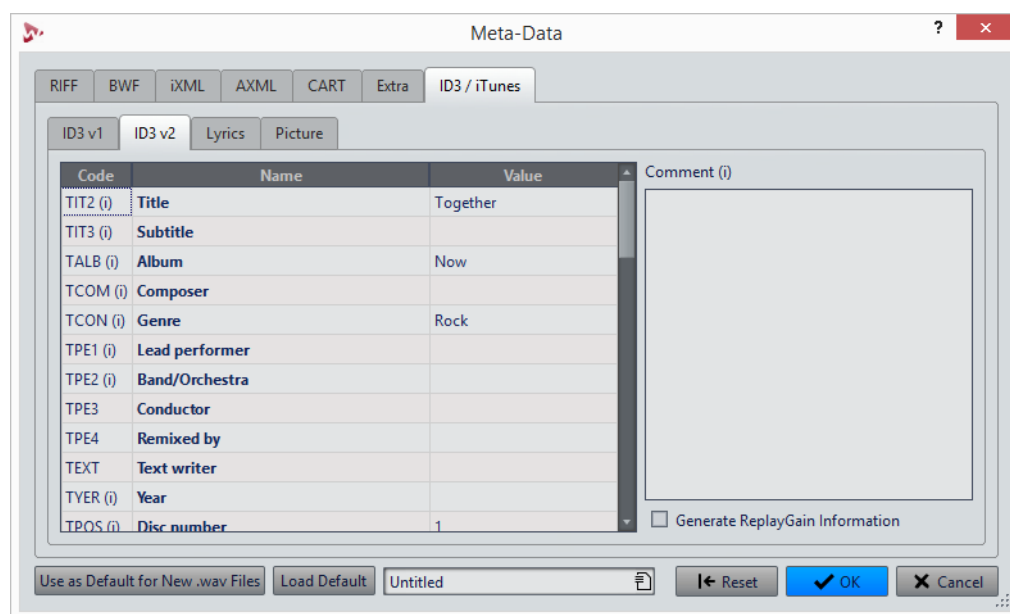 Meta-Data
?
RIFF BWF iXML AXML CART Extra ID3 / iTunes
ID3 v1 ID3 v2 Lyrics Picture
Code Name Value
Comment (i)
TIT2 (i) Title Together
TIT3 (i) Subtitle
TALB (i) Album Now
TCOM (i) Composer
TCON (i) Genre Rock
TPE1 (i) Lead performer
TPE2 (i) Band/Orchestra
TPE3 Conductor
TPE4 Remixed by
TEXT Text writer
TYER (i) Year
TPOS (i) Disc number 1
Generate ReplayGain Information
Use as Default for New .wav Files Load Default Untitled Reset OK Cancel